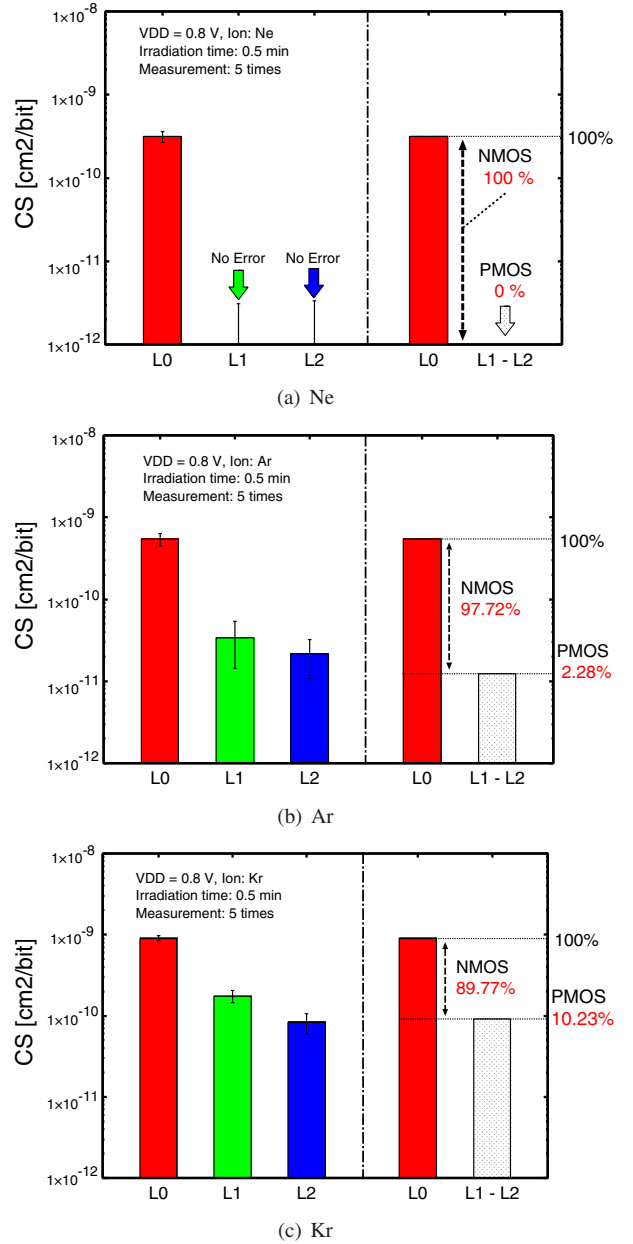 1×10⁻⁸
VDD = 0.8 V, Ion: Ne
Irradiation time: 0.5 min
Measurement: 5 times
1×10⁻⁹
100%
NMOS
100 %
1×10⁻¹⁰
CS [cm2/bit]
No Error
No Error
PMOS
0 %
1×10⁻¹¹
1×10⁻¹²
L0
L1
L2
L0
L1 - L2
(a) Ne
1×10⁻⁸
VDD = 0.8 V, Ion: Ar
Irradiation time: 0.5 min
Measurement: 5 times
1×10⁻⁹
100%
NMOS
97.72%
1×10⁻¹⁰
CS [cm2/bit]
PMOS
2.28%
1×10⁻¹¹
1×10⁻¹²
L0
L1
L2
L0
L1 - L2
(b) Ar
1×10⁻⁸
VDD = 0.8 V, Ion: Kr
Irradiation time: 0.5 min
Measurement: 5 times
1×10⁻⁹
100%
NMOS
89.77%
PMOS
10.23%
1×10⁻¹⁰
CS [cm2/bit]
1×10⁻¹¹
1×10⁻¹²
L0
L1
L2
L0
L1 - L2
(c) Kr